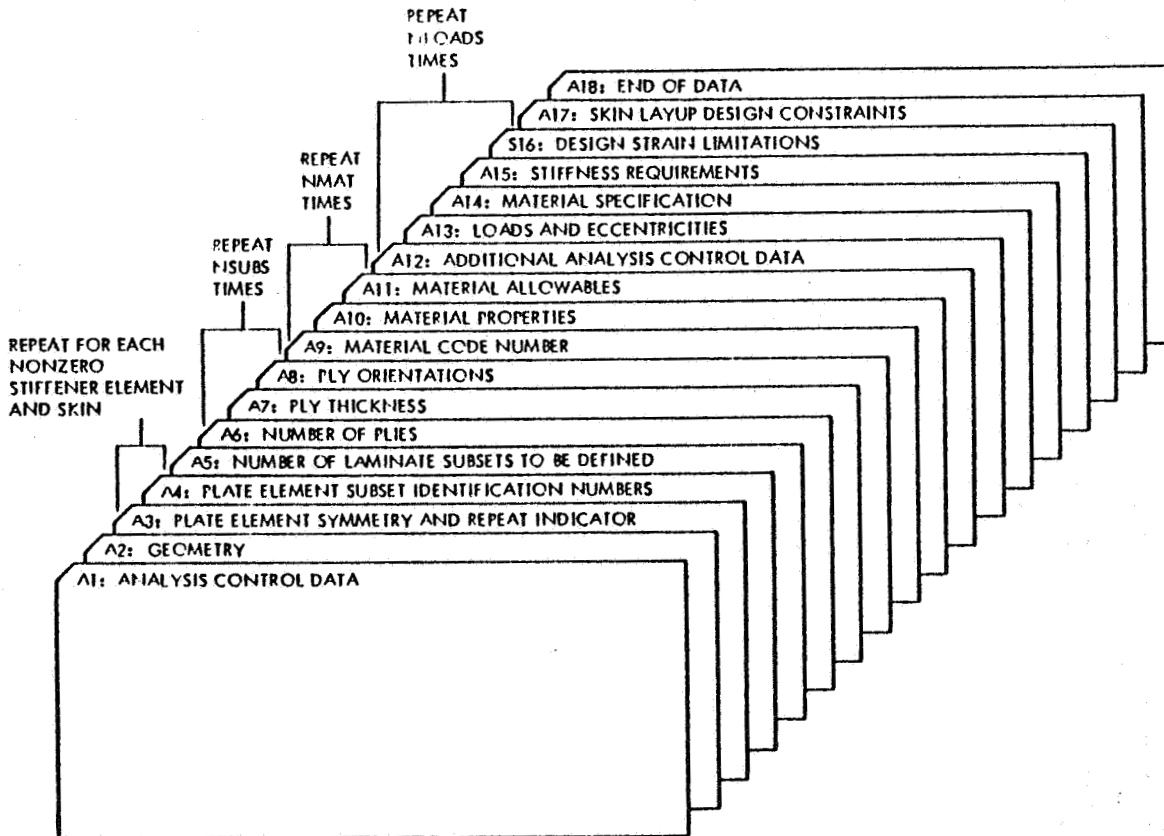 REPEAT
NLOADS
TIMES
A18: END OF DATA
A17: SKIN LAYUP DESIGN CONSTRAINTS
S16: DESIGN STRAIN LIMITATIONS
REPEAT
NMAT
TIMES
A15: STIFFNESS REQUIREMENTS
A14: MATERIAL SPECIFICATION
A13: LOADS AND ECCENTRICITIES
REPEAT
NSUBS
TIMES
A12: ADDITIONAL ANALYSIS CONTROL DATA
A11: MATERIAL ALLOWABLES
A10: MATERIAL PROPERTIES
REPEAT FOR EACH
NONZERO
STIFFENER ELEMENT
AND SKIN
A9: MATERIAL CODE NUMBER
A8: PLY ORIENTATIONS
A7: PLY THICKNESS
A6: NUMBER OF PLIES
A5: NUMBER OF LAMINATE SUBSETS TO BE DEFINED
A4: PLATE ELEMENT SUBSET IDENTIFICATION NUMBERS
A3: PLATE ELEMENT SYMMETRY AND REPEAT INDICATOR
A2: GEOMETRY
A1: ANALYSIS CONTROL DATA